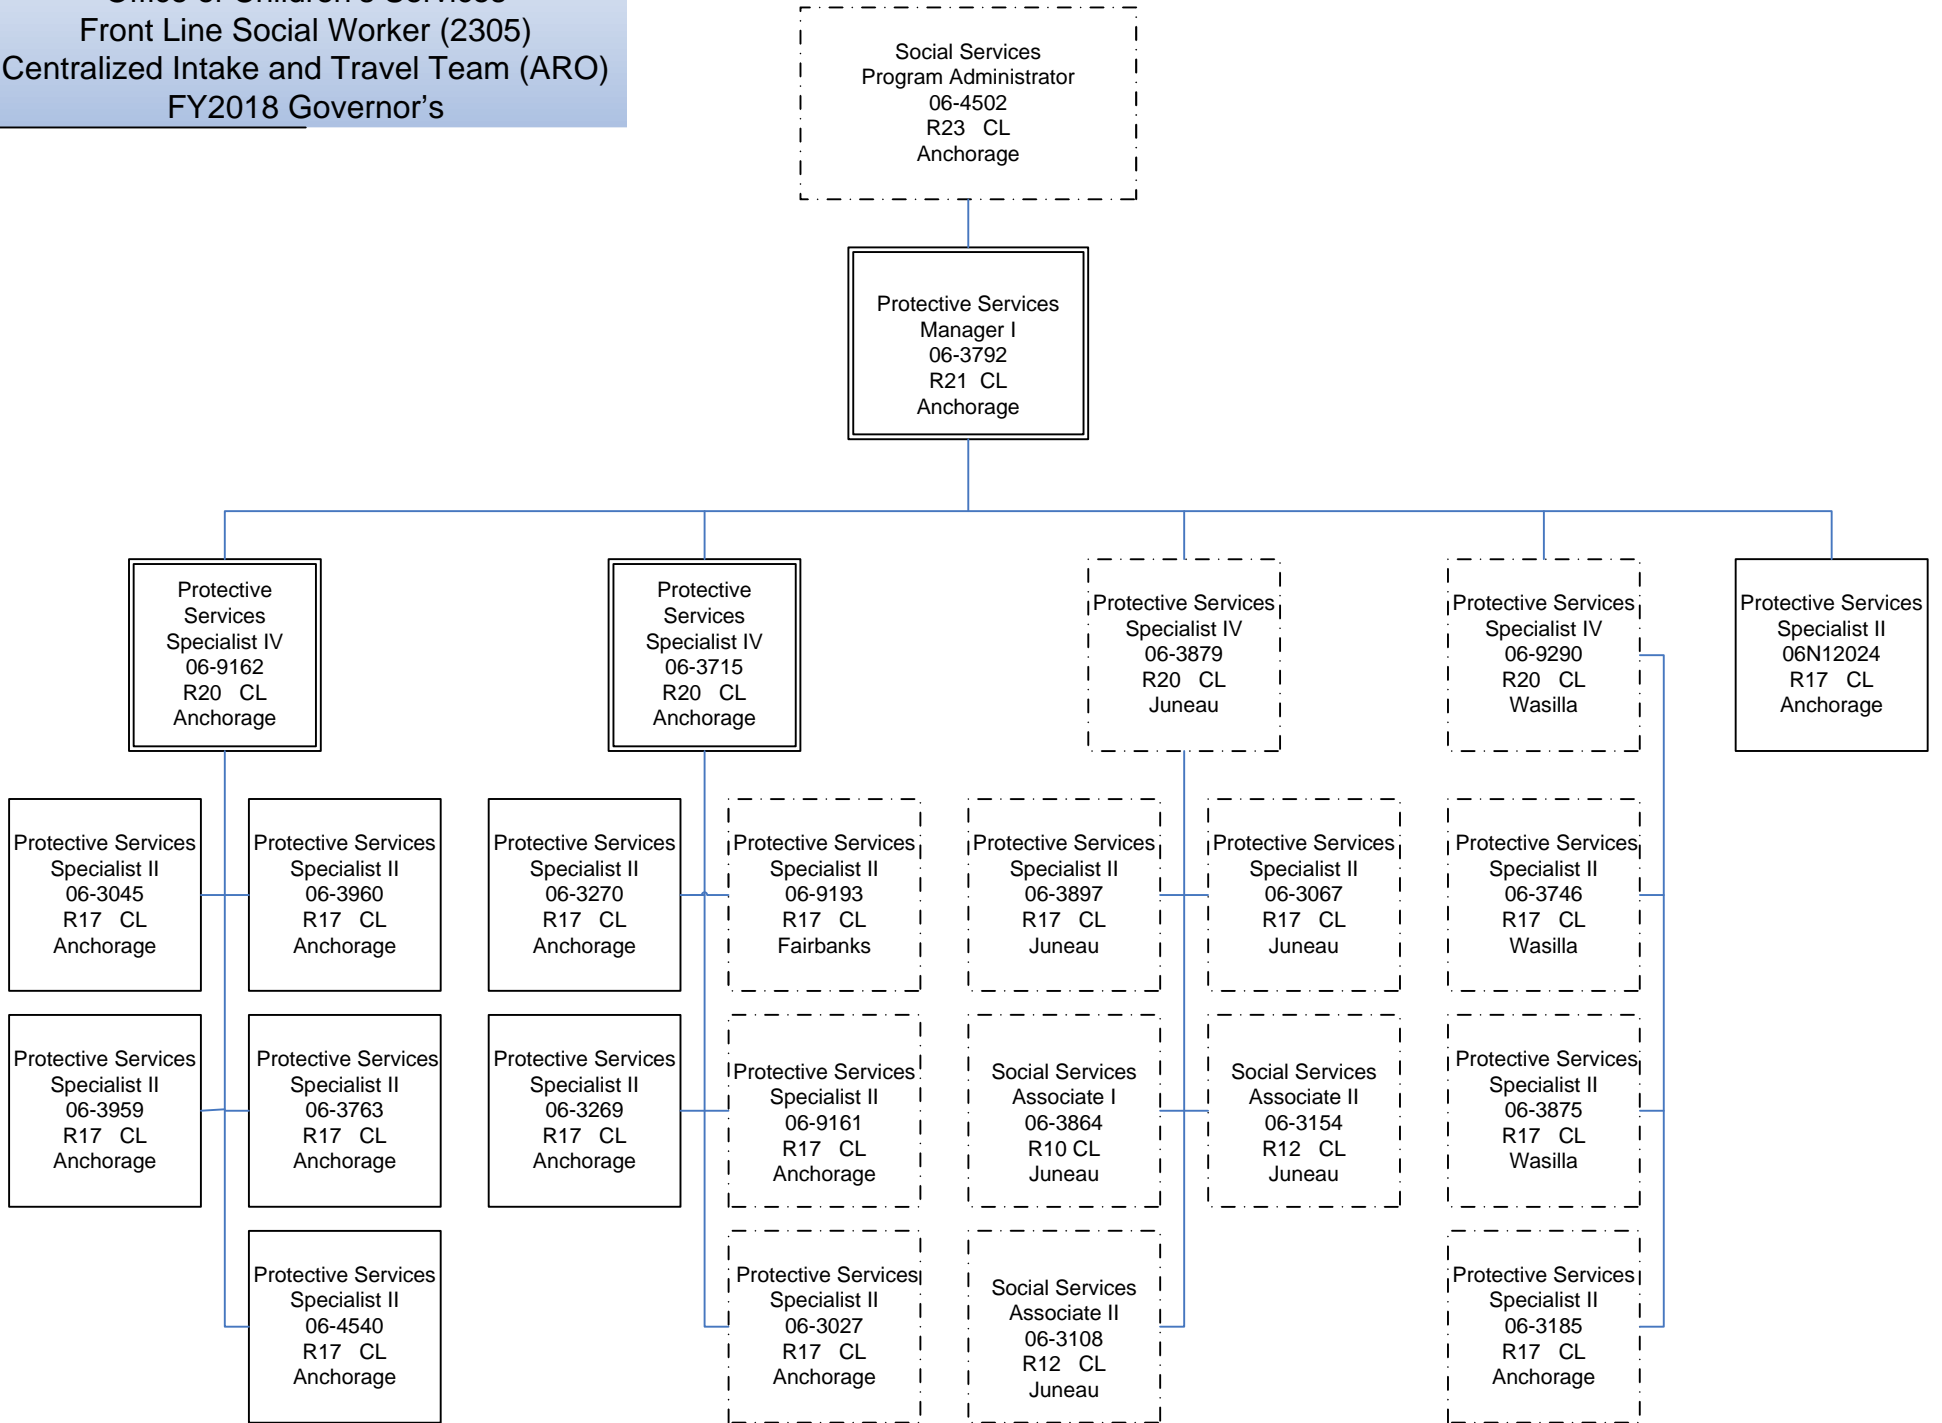 Office of Children's Services
Front Line Social Worker (2305)
Centralized Intake and Travel Team (ARO)
FY2018 Governor's
Social Services
Program Administrator
06-4502
R23 CL
Anchorage
Protective Services
Manager I
06-3792
R21 CL
Anchorage
Protective
Services
Specialist IV
06-9162
R20 CL
Anchorage
Protective
Services
Specialist IV
06-3715
R20 CL
Anchorage
Protective Services
Specialist IV
06-3879
R20 CL
Juneau
Protective Services
Specialist IV
06-9290
R20 CL
Wasilla
Protective Services
Specialist II
06N12024
R17 CL
Anchorage
Protective Services
Specialist II
06-3045
R17 CL
Anchorage
Protective Services
Specialist II
06-3960
R17 CL
Anchorage
Protective Services
Specialist II
06-3270
R17 CL
Anchorage
Protective Services
Specialist II
06-9193
R17 CL
Fairbanks
Protective Services
Specialist II
06-3897
R17 CL
Juneau
Protective Services
Specialist II
06-3067
R17 CL
Juneau
Protective Services
Specialist II
06-3746
R17 CL
Wasilla
Protective Services
Specialist II
06-3959
R17 CL
Anchorage
Protective Services
Specialist II
06-3763
R17 CL
Anchorage
Protective Services
Specialist II
06-3269
R17 CL
Anchorage
Protective Services
Specialist II
06-9161
R17 CL
Anchorage
Social Services
Associate I
06-3864
R10 CL
Juneau
Social Services
Associate II
06-3154
R12 CL
Juneau
Protective Services
Specialist II
06-3875
R17 CL
Wasilla
Protective Services
Specialist II
06-4540
R17 CL
Anchorage
Protective Services
Specialist II
06-3027
R17 CL
Anchorage
Social Services
Associate II
06-3108
R12 CL
Juneau
Protective Services
Specialist II
06-3185
R17 CL
Anchorage